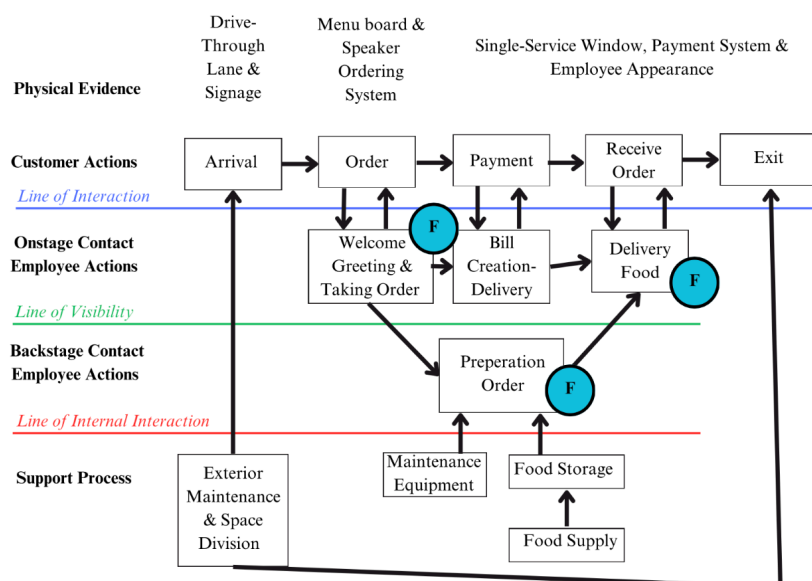 Drive-
Through
Lane &
Signage
Menu board &
Speaker
Ordering
System
Single-Service Window, Payment System &
Employee Appearance
Physical Evidence
Customer Actions
Arrival
Order
Payment
Receive
Order
Exit
Line of Interaction
Onstage Contact
Employee Actions
Welcome
Greeting &
Taking Order
F
Bill
Creation-
Delivery
Delivery
Food
F
Line of Visibility
Backstage Contact
Employee Actions
Preperation
Order
F
Line of Internal Interaction
Support Process
Exterior
Maintenance
& Space
Division
Maintenance
Equipment
Food Storage
Food Supply